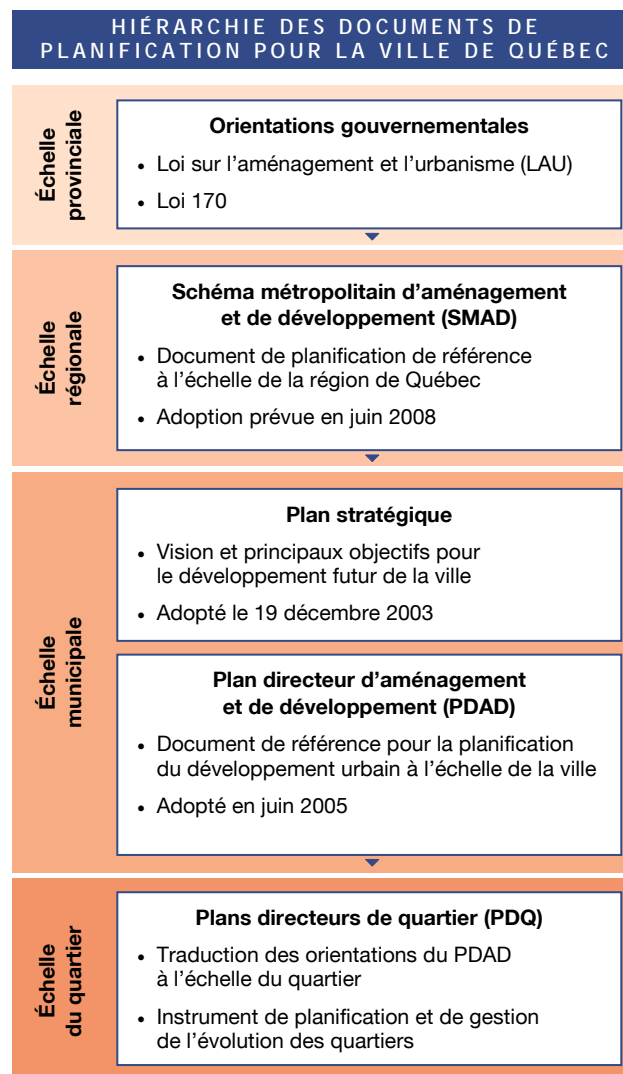 HIÉRARCHIE DES DOCUMENTS DE
PLANIFICATION POUR LA VILLE DE QUÉBEC
Échelle
provinciale
Orientations gouvernementales
• Loi sur l'aménagement et l'urbanisme (LAU)
• Loi 170
Échelle
régionale
Schéma métropolitain d'aménagement
et de développement (SMAD)
• Document de planification de référence
à l'échelle de la région de Québec
• Adoption prévue en juin 2008
Échelle
municipale
Plan stratégique
• Vision et principaux objectifs pour
le développement futur de la ville
• Adopté le 19 décembre 2003
Plan directeur d'aménagement
et de développement (PDAD)
• Document de référence pour la planification
du développement urbain à l'échelle de la ville
• Adopté en juin 2005
Échelle
du quartier
Plans directeurs de quartier (PDQ)
• Traduction des orientations du PDAD
à l'échelle du quartier
• Instrument de planification et de gestion
de l'évolution des quartiers